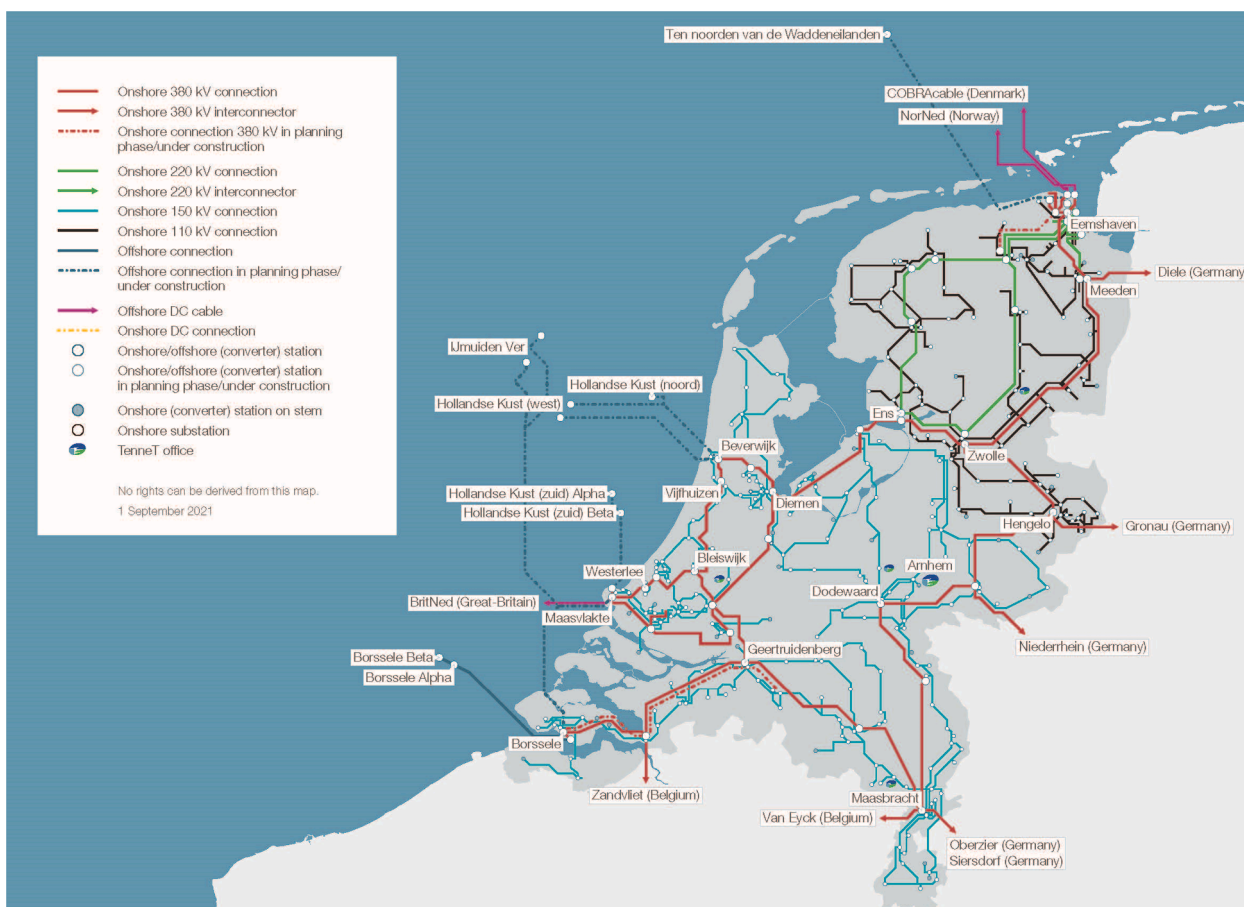 Ten noorden van de Waddeneilanden
COBRAcable (Denmark)
NorNed (Norway)
Onshore 380 kV connection
Onshore 380 kV interconnector
Onshore connection 380 kV in planning
phase/under construction
Onshore 220 kV connection
Onshore 220 kV interconnector
Onshore 150 kV connection
Onshore 110 kV connection
Offshore connection
Offshore connection in planning phase/
under construction
Offshore DC cable
Onshore DC connection
Onshore/offshore (converter) station
Onshore/offshore (converter) station
in planning phase/under construction
Onshore (converter) station on stem
Onshore substation
TenneT office
No rights can be derived from this map.
1 September 2021
Eemshaven
Diele (Germany
Meeden
IJmuiden Ver
Hollandse Kust (noord)
Hollandse Kust (west)
Ens
Beverwijk
Zwolle
Vijfhuizen
Diemen
Hollandse Kust (zuid) Alpha
Hollandse Kust (zuid) Beta
Hengelo
Gronau (Germany)
Bleiswijk
Westerlee
Arnhem
BritNed (Great-Britain)
Maasvlakte
Dodewaard
Niederrhein (Germany)
Geertruidenberg
Borssele Beta
Borssele Alpha
Borssele
Zandvliet (Belgium)
Maasbracht
Van Eyck (Belgium)
Oberzier (Germany)
Siersdorf (Germany)